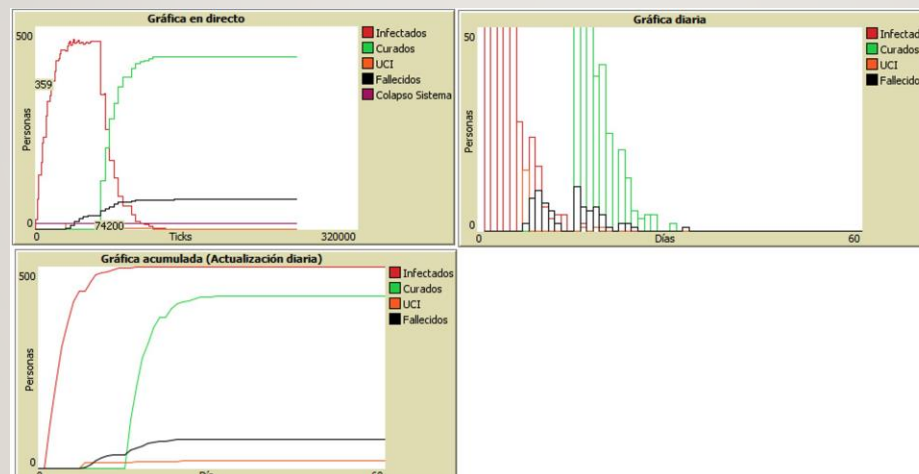 Gráfica en directo
500
359
0
Personas
0
74200
Ticks
320000
Infectados
Curados
UCI
Fallecidos
Colapso Sistema
Gráfica diaria
50
0
Personas
0
Días
60
Infectad
Curados
UCI
Fallecido
Gráfica acumulada (Actualización diaria)
500
0
Personas
Infectados
Curados
UCI
Fallecidos